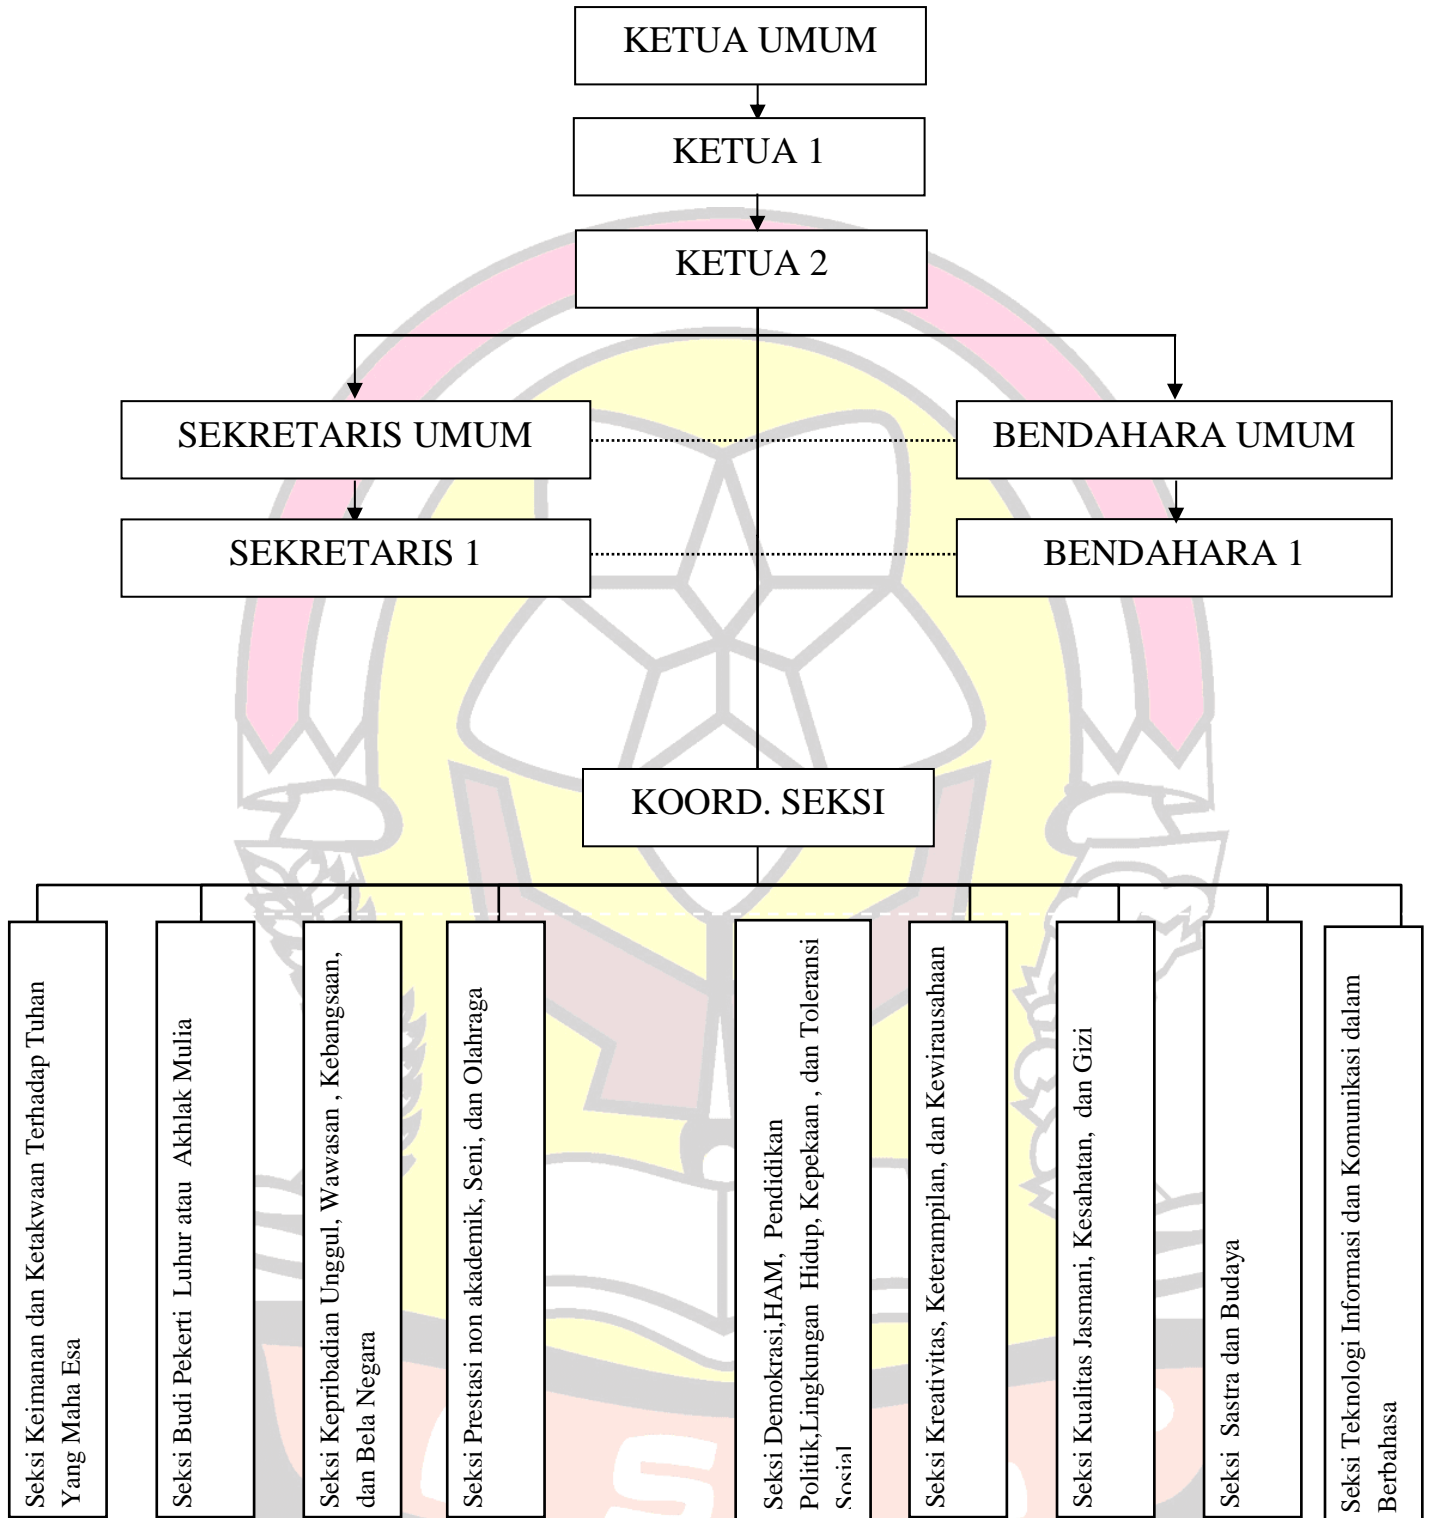 KETUA UMUM
KETUA 1
KETUA 2
SEKRETARIS UMUM
BENDAHARA UMUM
SEKRETARIS 1
BENDAHARA 1
KOORD. SEKSI
Seksi Keimanan dan Ketakwaan Terhadap Tuhan
Yang Maha Esa
Seksi Budi Pekerti Luhur atau Akhlak Mulia
Seksi Kepribadian Unggul, Wawasan , Kebangsaan,
dan Bela Negara
Seksi Prestasi non akademik, Seni, dan Olahraga
Seksi Demokrasi,HAM, Pendidikan
Politik,Lingkungan Hidup, Kepekaan , dan Toleransi
Sosial
Seksi Kreativitas, Keterampilan, dan Kewirausahaan
Seksi Kualitas Jasmani, Kesahatan, dan Gizi
Seksi Sastra dan Budaya
Seksi Teknologi Informasi dan Komunikasi dalam
Berbahasa